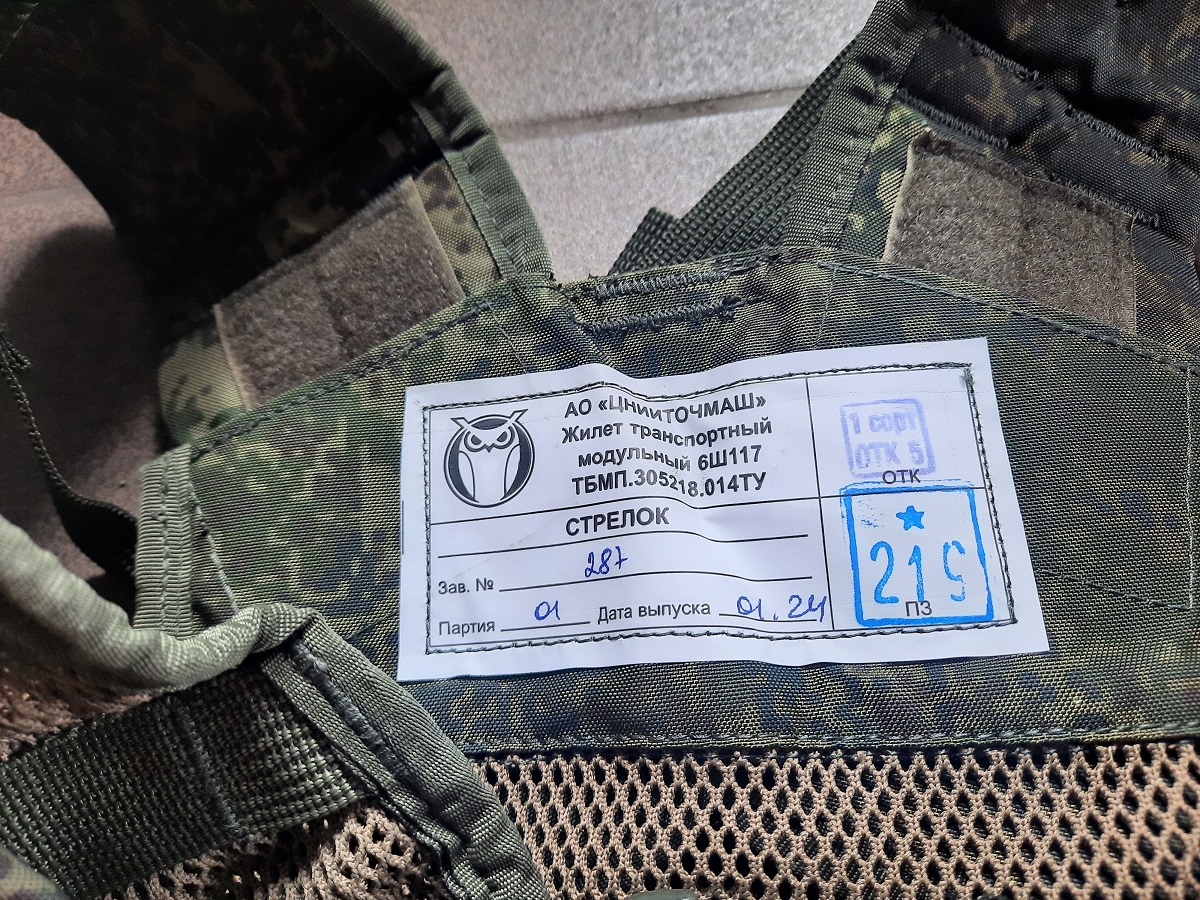 АО «ЦНИИТОЧМАШ»
Жилет транспортный
модульный 6Ш117
ТБМП.305218.014ТУ
СТРЕЛОК
Зав. № 287
Партия 01 Дата выпуска 01.24
1 сорт
ОТК 5
ОТК
219
ПЗ